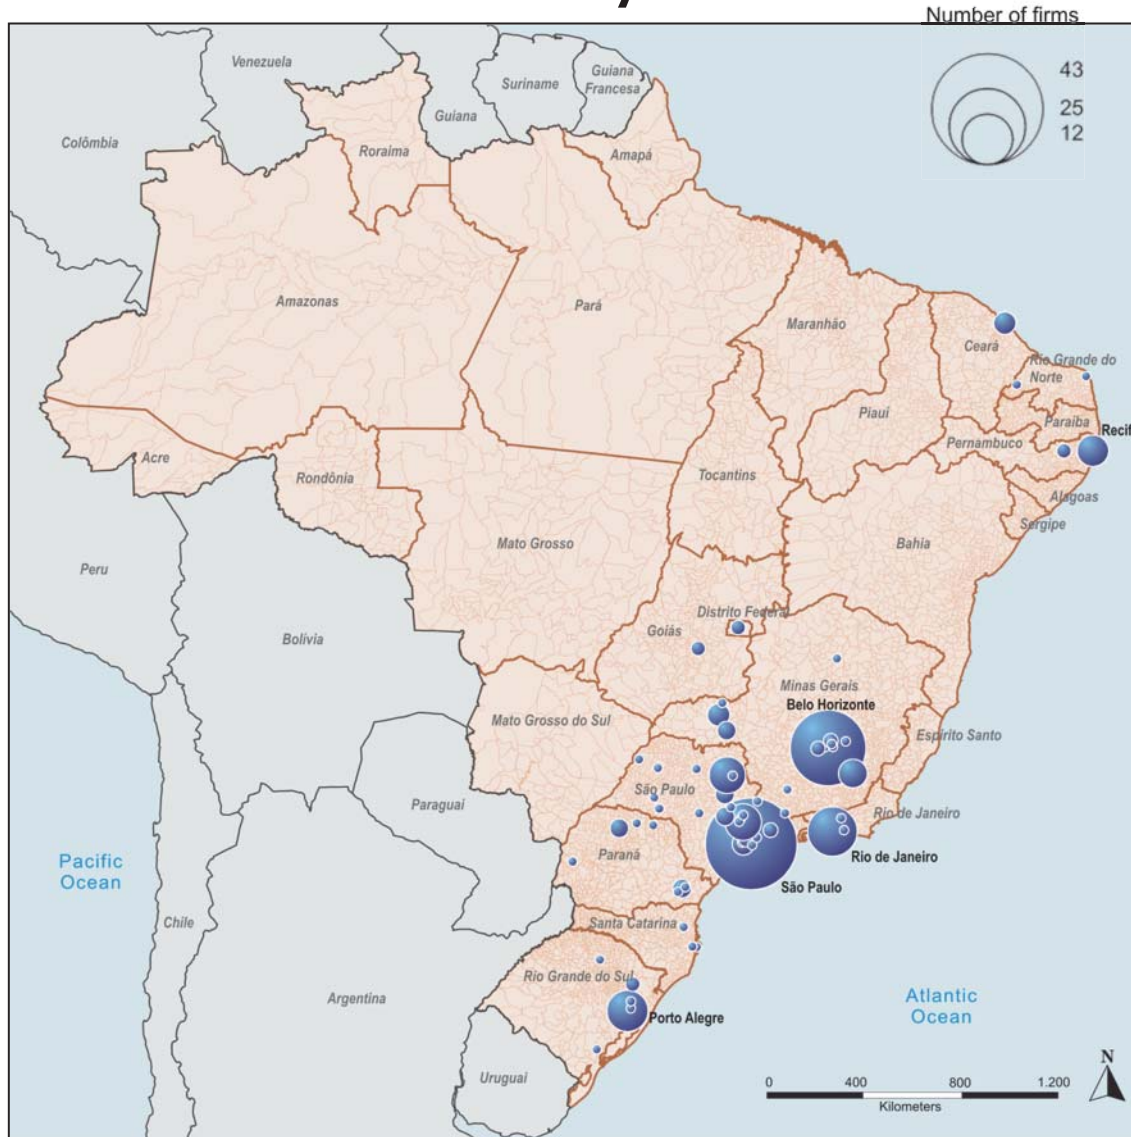 Number of firms
43
25
12
Venezuela
Suriname
Guiana
Francesa
Guiana
Colômbia
Roraima
Amapá
Amazonas
Pará
Maranhão
Ceará
Rio Grande do
Norte
Piauí
Paraíba
Recif
Pernambuco
Acre
Rondônia
Tocantins
Alagoas
Sergipe
Mato Grosso
Bahia
Peru
Distrito Federal
Goiás
Bolívia
Minas Gerais
Mato Grosso do Sul
Belo Horizonte
Espírito Santo
São Paulo
Paraguai
Rio de Janeiro
Pacific
Ocean
Paraná
Rio de Janeiro
São Paulo
Chile
Santa Catarina
Rio Grande do Sul
Argentina
Atlantic
Ocean
Porto Alegre
Uruguai
N
0 400 800 1.200
Kilometers